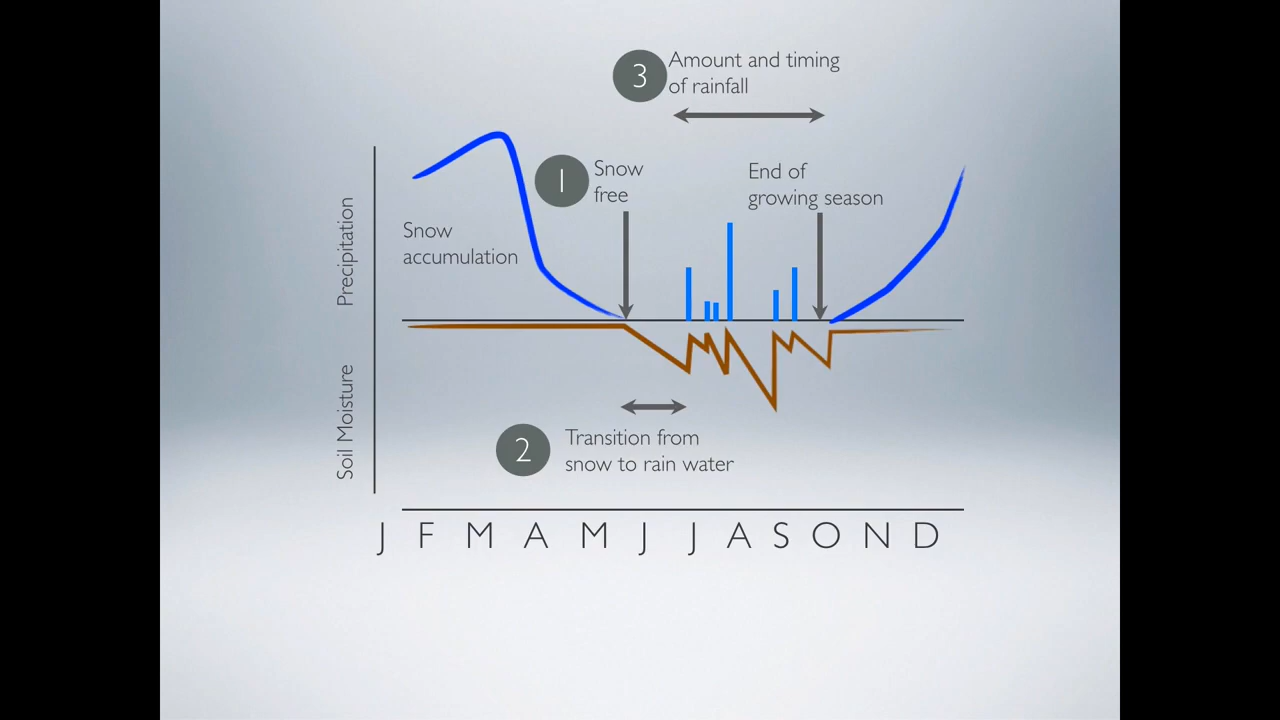 3
Amount and timing
of rainfall
1
Snow
free
End of
growing season
Snow
accumulation
Precipitation
Soil Moisture
2
Transition from
snow to rain water
J F M A M J J A S O N D